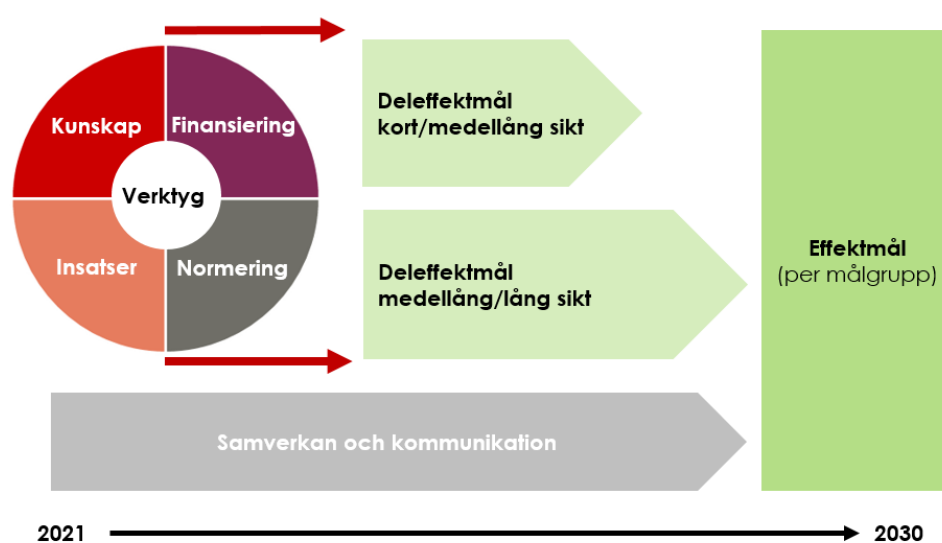 Kunskap
Finansiering
Verktyg
Insatser
Normering
Deleffektmål
kort/medellång sikt
Deleffektmål
medellång/lång sikt
Effektmål
(per målgrupp)
Samverkan och kommunikation
2021
2030